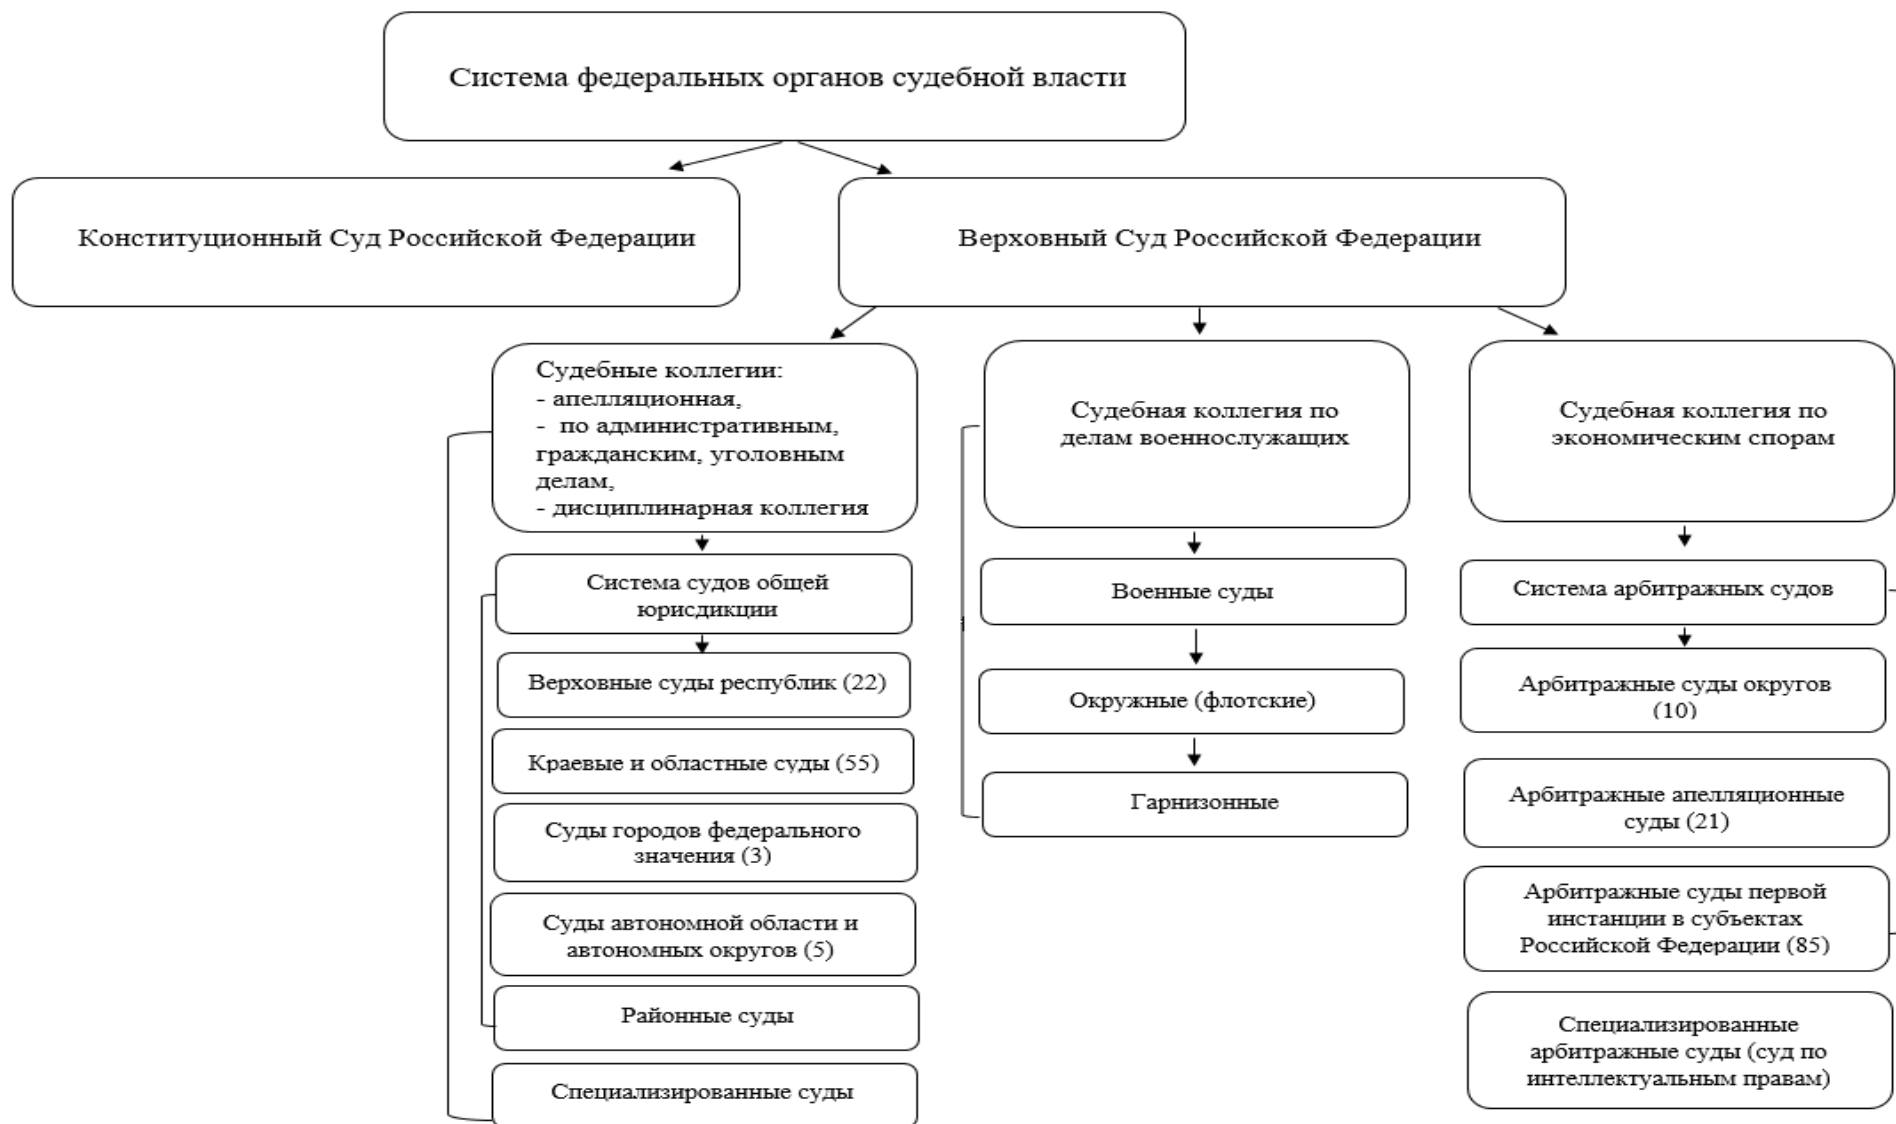 Система федеральных органов судебной власти
Конституционный Суд Российской Федерации
Верховный Суд Российской Федерации
Судебные коллегии:
- апелляционная,
- по административным,
гражданским, уголовным
делам,
- дисциплинарная коллегия
Система судов общей
юрисдикции
Верховные суды республик (22)
Краевые и областные суды (55)
Суды городов федерального
значения (3)
Суды автономной области и
автономных округов (5)
Районные суды
Специализированные суды
Судебная коллегия по
делам военнослужащих
Военные суды
Окружные (флотские)
Гарнизонные
Судебная коллегия по
экономическим спорам
Система арбитражных судов
Арбитражные суды округов
(10)
Арбитражные апелляционные
суды (21)
Арбитражные суды первой
инстанции в субъектах
Российской Федерации (85)
Специализированные
арбитражные суды (суд по
интеллектуальным правам)